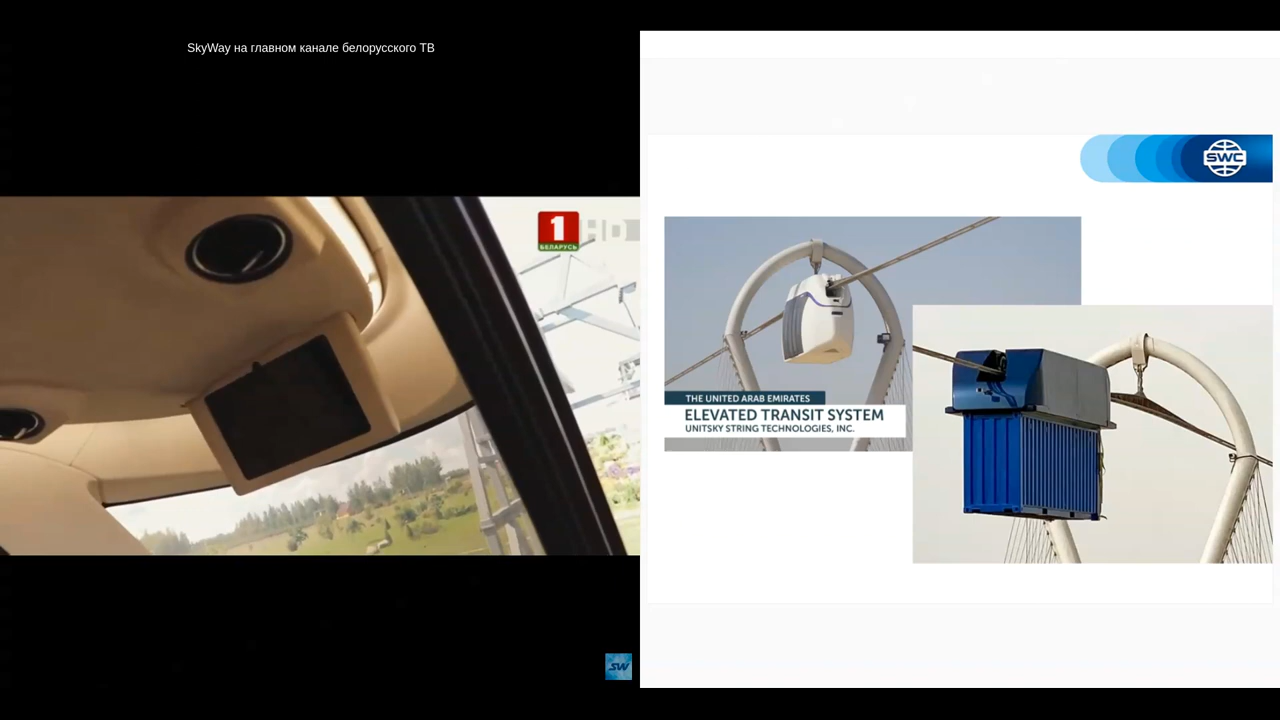 SkyWay на главном канале белорусского ТВ
1 HD
БЕЛАРУСЬ
SW
SWC
THE UNITED ARAB EMIRATES
ELEVATED TRANSIT SYSTEM
UNITSKY STRING TECHNOLOGIES, INC.